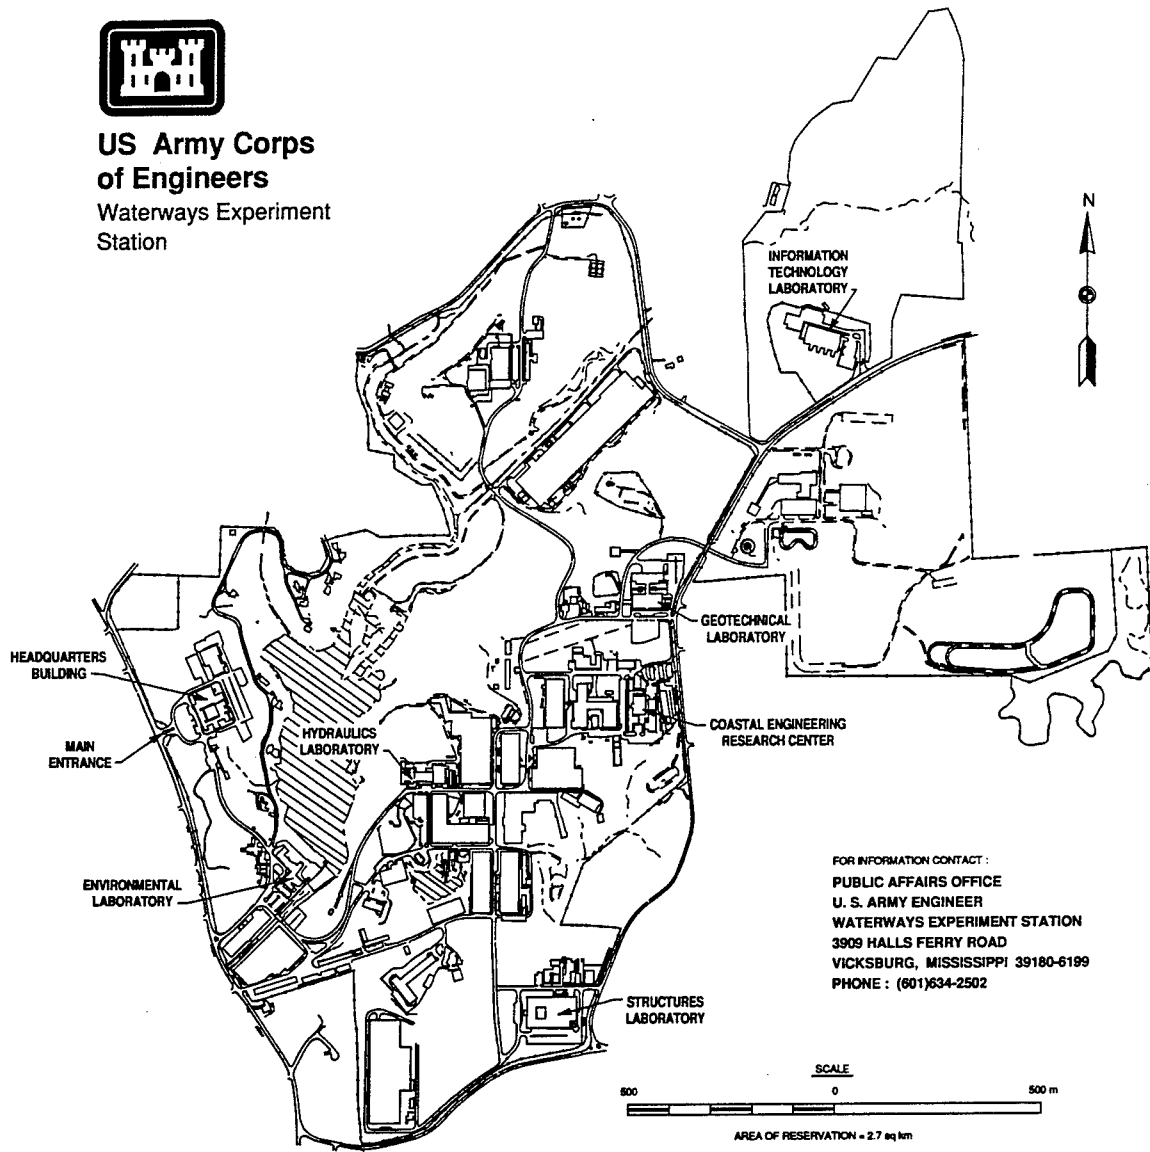 US Army Corps
of Engineers
Waterways Experiment
Station
N
INFORMATION
TECHNOLOGY
LABORATORY
GEOTECHNICAL
LABORATORY
HEADQUARTERS
BUILDING
MAIN
ENTRANCE
HYDRAULICS
LABORATORY
COASTAL ENGINEERING
RESEARCH CENTER
ENVIRONMENTAL
LABORATORY
STRUCTURES
LABORATORY
FOR INFORMATION CONTACT :
PUBLIC AFFAIRS OFFICE
U. S. ARMY ENGINEER
WATERWAYS EXPERIMENT STATION
3909 HALLS FERRY ROAD
VICKSBURG, MISSISSIPPI 39180-6199
PHONE : (601)634-2502
SCALE
500 0 500 m
AREA OF RESERVATION = 2.7 sq km